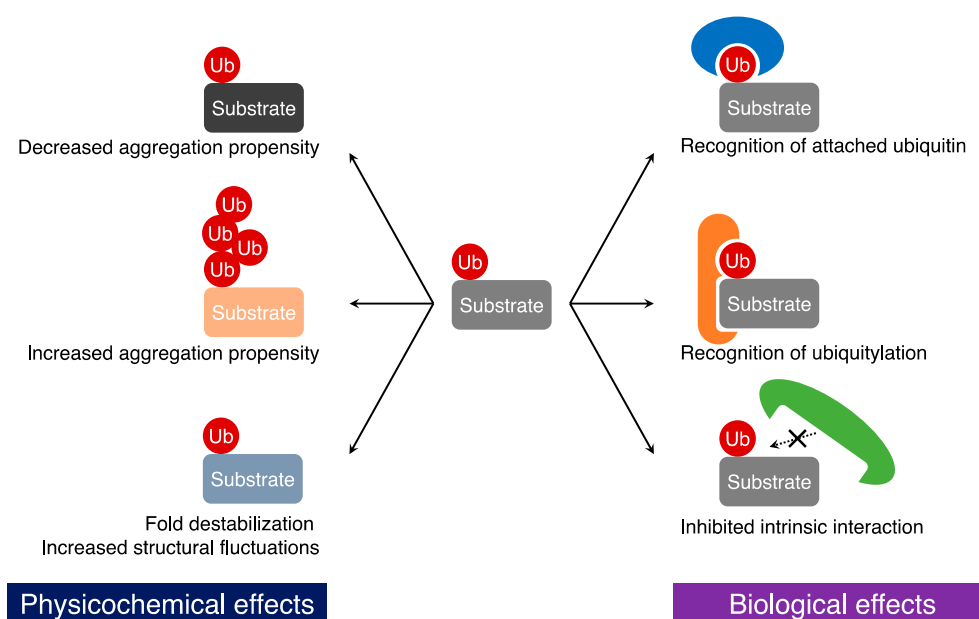 Ub
Substrate
Decreased aggregation propensity
Ub
Ub
Ub
Ub
Substrate
Increased aggregation propensity
Ub
Substrate
Fold destabilization
Increased structural fluctuations
Physicochemical effects
Ub
Substrate
Ub
Substrate
Recognition of attached ubiquitin
Ub
Substrate
Recognition of ubiquitylation
Ub
Substrate
Inhibited intrinsic interaction
Biological effects